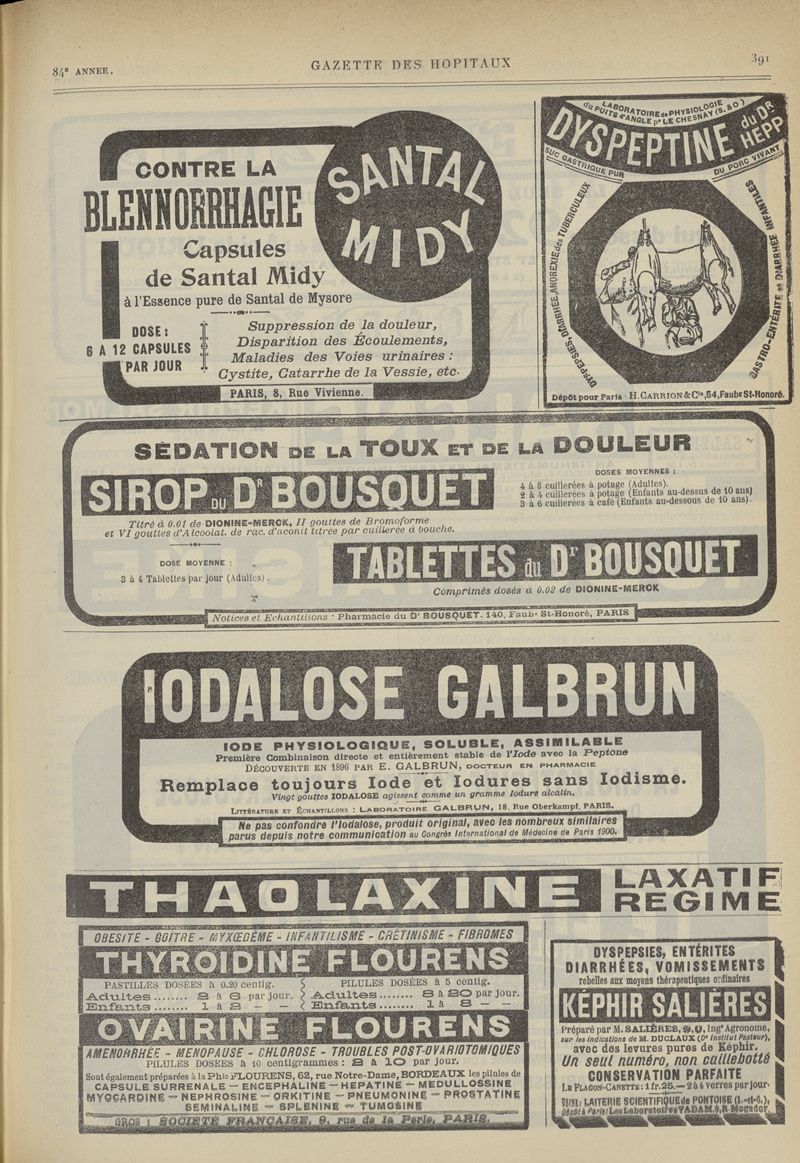 84e ANNEE.
GAZETTE DES HOPITAUX
391
CONTRE LA
BLENNORRHAGIE
SANTAL
MIDY
Capsules
de Santal Midy
à l'Essence pure de Santal de Mysore
DOSE:
6 A 12 CAPSULES
PAR JOUR
Suppression de la douleur,
Disparition des Écoulements,
Maladies des Voies urinaires :
Cystite, Catarrhe de la Vessie, etc.
PARIS, 8, Rue Vivienne.
LABORATOIRE de PHYSIOLOGIE
du PUITS d'ANGLE pr LE CHESNAY (S.&O)
DYSPEPTINE du DR HEPP
SUC GASTRIQUE PUR DU PORC VIVANT
DYSPEPSIES, DIARRHÉE, ANOREXIE des TUBERCULEUX
GASTRO-ENTÉRITE et DIARRHÉE INFANTILES
Dépôt pour Paris H. CARRION & Cie, 54, Faubg St-Honoré.
SÉDATION DE LA TOUX ET DE LA DOULEUR
SIROP DU DR BOUSQUET
DOSES MOYENNES :
4 à 8 cuillerées à potage (Adultes).
2 à 4 cuillerées à potage (Enfants au-dessus de 10 ans)
3 à 6 cuillerées à café (Enfants au-dessous de 10 ans).
Titré à 0.01 de DIONINE-MERCK, II gouttes de Bromoforme
et VI gouttes d'Alcoolat. de rac. d'aconit titrée par cuillerée à bouche.
DOSE MOYENNE :
3 à 4 Tablettes par jour (Adultes).
TABLETTES du Dr BOUSQUET
Comprimés dosés à 0.02 de DIONINE-MERCK
Notices et Echantillons : Pharmacie du Dr BOUSQUET. 140, Faubg St-Honoré, PARIS
IODALOSE GALBRUN
IODE PHYSIOLOGIQUE, SOLUBLE, ASSIMILABLE
Première Combinaison directe et entièrement stable de l'Iode avec la Peptone
DÉCOUVERTE EN 1896 PAR E. GALBRUN, DOCTEUR EN PHARMACIE
Remplace toujours Iode et Iodures sans Iodisme.
Vingt gouttes IODALOSE agissent comme un gramme Iodure alcalin.
LITTÉRATURE ET ÉCHANTILLONS : LABORATOIRE GALBRUN, 18, Rue Oberkampf, PARIS.
Ne pas confondre l'Iodalose, produit original, avec les nombreux similaires
parus depuis notre communication au Congrès International de Médecine de Paris 1900.
THAOLAXINE LAXATIF
REGIME
OBESITE - GOITRE - MYXŒDÈME - INFANTILISME - CRÉTINISME - FIBROMES
THYROIDINE FLOURENS
PASTILLES DOSÉES à 0.20 centig. PILULES DOSÉES à 5 centig.
Adultes........ 2 à 6 par jour. Adultes........ 8 à 20 par jour.
Enfants........ 1 à 2 — — Enfants........ 1 à 8 — —
OVAIRINE FLOURENS
AMENORRHÉE - MENOPAUSE - CHLOROSE - TROUBLES POST-OVARIOTOMIQUES
PILULES DOSÉES à 10 centigrammes : 2 à 10 par jour.
Sont également préparées à la Phie FLOURENS, 62, rue Notre-Dame, BORDEAUX les pilules de
CAPSULE SURRENALE — ENCEPHALINE — HEPATINE — MEDULLOSSINE
MYOCARDINE — NEPHROSINE — ORKITINE — PNEUMONINE — PROSTATINE
SEMINALINE — SPLENINE — TUMOSINE
GROS : SOCIÉTÉ FRANÇAISE, 9, rue de la Perle, PARIS.
DYSPEPSIES, ENTÉRITES
DIARRHÉES, VOMISSEMENTS
rebelles aux moyens thérapeutiques ordinaires
KÉPHIR SALIÈRES
Préparé par M. SALIÈRES, Ingr Agronome,
sur les indications de M. DUCLAUX (Dr Institut Pasteur),
avec des levures pures de Képhir.
Un seul numéro, non caillebotté
CONSERVATION PARFAITE
LE FLACON-CANETTE: 1 fr. 25. — 2 à 4 verres par jour.
LAITERIE SCIENTIFIQUE de PONTOISE (S.-et-O.),
Dépôt à Paris: Les Laboratoires VADAM,